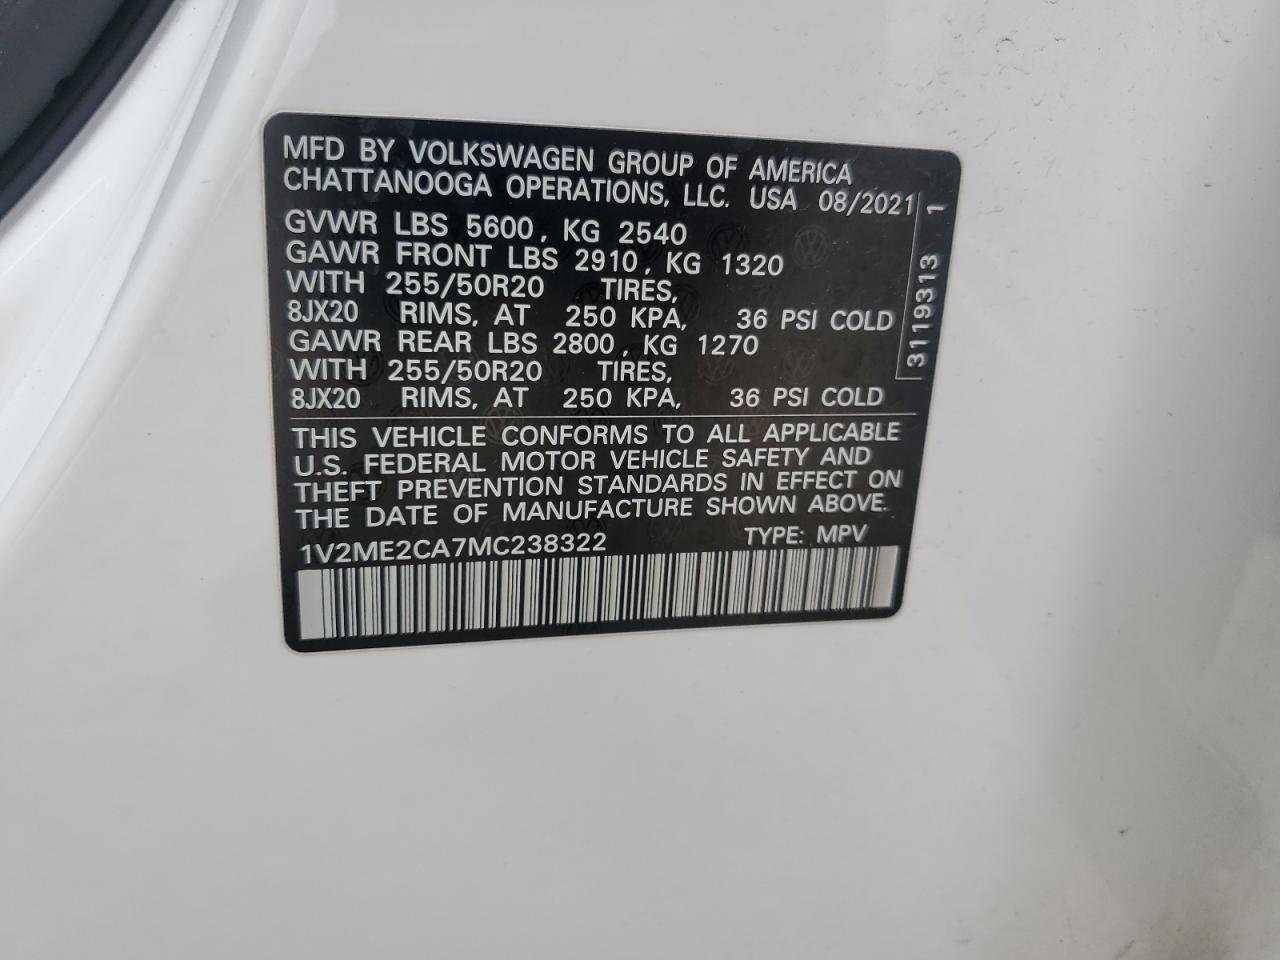 MFD BY VOLKSWAGEN GROUP OF AMERICA
CHATTANOOGA OPERATIONS, LLC. USA 08/2021
GVWR LBS 5600, KG 2540
GAWR FRONT LBS 2910, KG 1320
WITH 255/50R20 TIRES,
8JX20 RIMS, AT 250 KPA, 36 PSI COLD
GAWR REAR LBS 2800, KG 1270
WITH 255/50R20 TIRES,
8JX20 RIMS, AT 250 KPA, 36 PSI COLD
3119313 1
THIS VEHICLE CONFORMS TO ALL APPLICABLE
U.S. FEDERAL MOTOR VEHICLE SAFETY AND
THEFT PREVENTION STANDARDS IN EFFECT ON
THE DATE OF MANUFACTURE SHOWN ABOVE.
1V2ME2CA7MC238322 TYPE: MPV